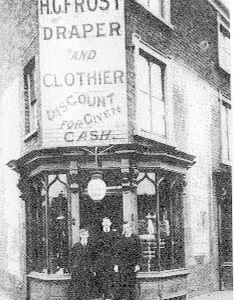 H.G. FROST
DRAPER
AND
CLOTHIER
DISCOUNT
FOR GIVEN
CASH.